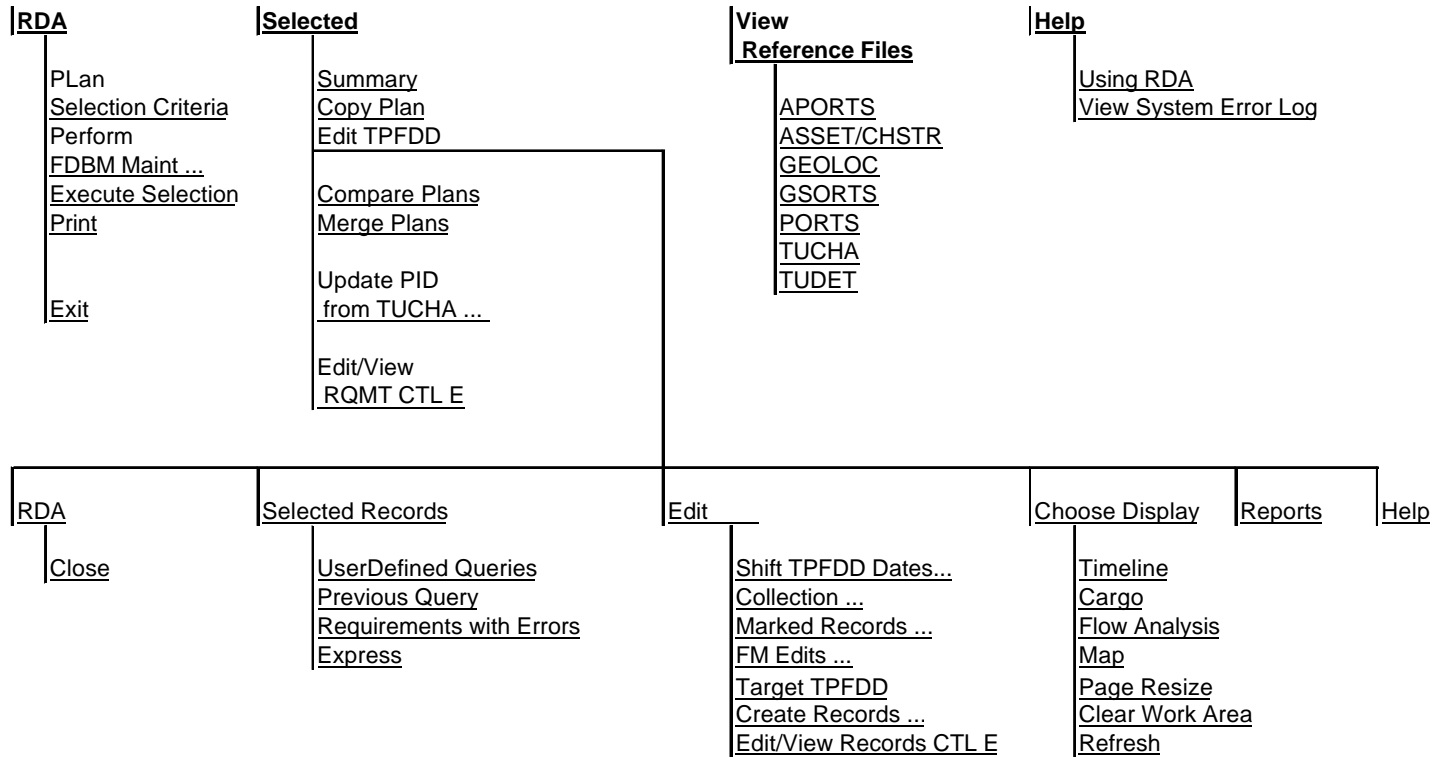 RDA
PLan
Selection Criteria
Perform
FDBM Maint ...
Execute Selection
Print
Exit
Selected
Summary
Copy Plan
Edit TPFDD
Compare Plans
Merge Plans
Update PID
from TUCHA ...
Edit/View
RQMT CTL E
View
Reference Files
APORTS
ASSET/CHSTR
GEOLOC
GSORTS
PORTS
TUCHA
TUDET
Help
Using RDA
View System Error Log
RDA
Close
Selected Records
UserDefined Queries
Previous Query
Requirements with Errors
Express
Edit
Shift TPFDD Dates...
Collection ...
Marked Records ...
FM Edits ...
Target TPFDD
Create Records ...
Edit/View Records CTL E
Choose Display
Timeline
Cargo
Flow Analysis
Map
Page Resize
Clear Work Area
Refresh
Reports
Help